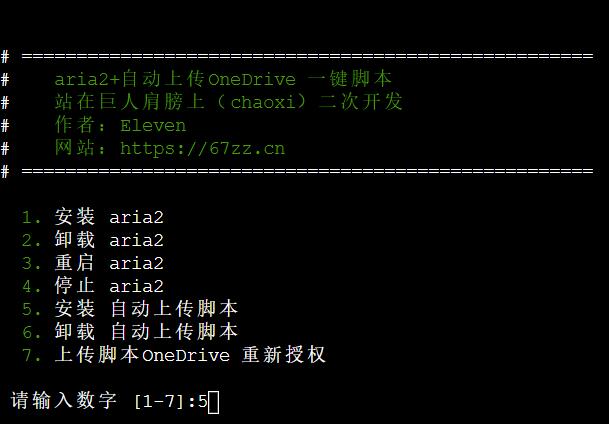 # ====================================================
#    aria2+自动上传OneDrive 一键脚本
#    站在巨人肩膀上（chaoxi）二次开发
#    作者：Eleven
#    网站：https://67zz.cn
# ====================================================
1. 安装 aria2
2. 卸载 aria2
3. 重启 aria2
4. 停止 aria2
5. 安装 自动上传脚本
6. 卸载 自动上传脚本
7. 上传脚本OneDrive 重新授权
请输入数字 [1-7]:5